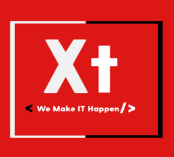 Xt
< We Make IT Happen/>